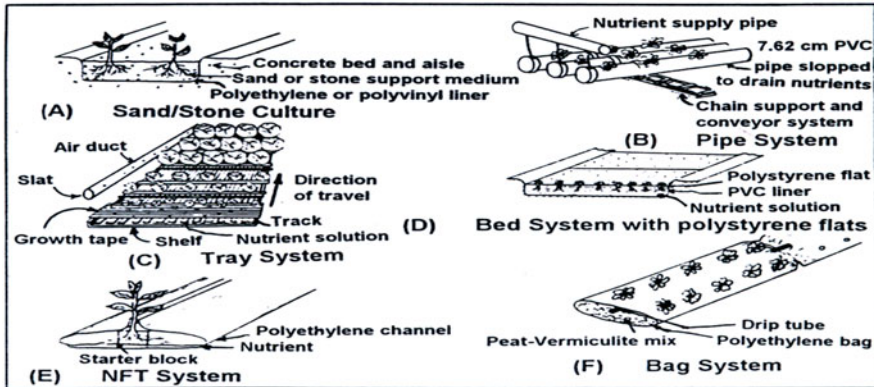 Concrete bed and aisle
Sand or stone support medium
Polyethylene or polyvinyl liner
(A) Sand/Stone Culture
Nutrient supply pipe
7.62 cm PVC
pipe slopped
to drain nutrients
Chain support and
conveyor system
(B) Pipe System
Air duct
Slat
Direction
of travel
Track
Growth tape
Shelf
Nutrient solution
(C) Tray System
Polystyrene flat
PVC liner
Nutrient solution
(D) Bed System with polystyrene flats
Polyethylene channel
Nutrient
Starter block
(E) NFT System
Drip tube
Peat-Vermiculite mix
Polyethylene bag
(F) Bag System